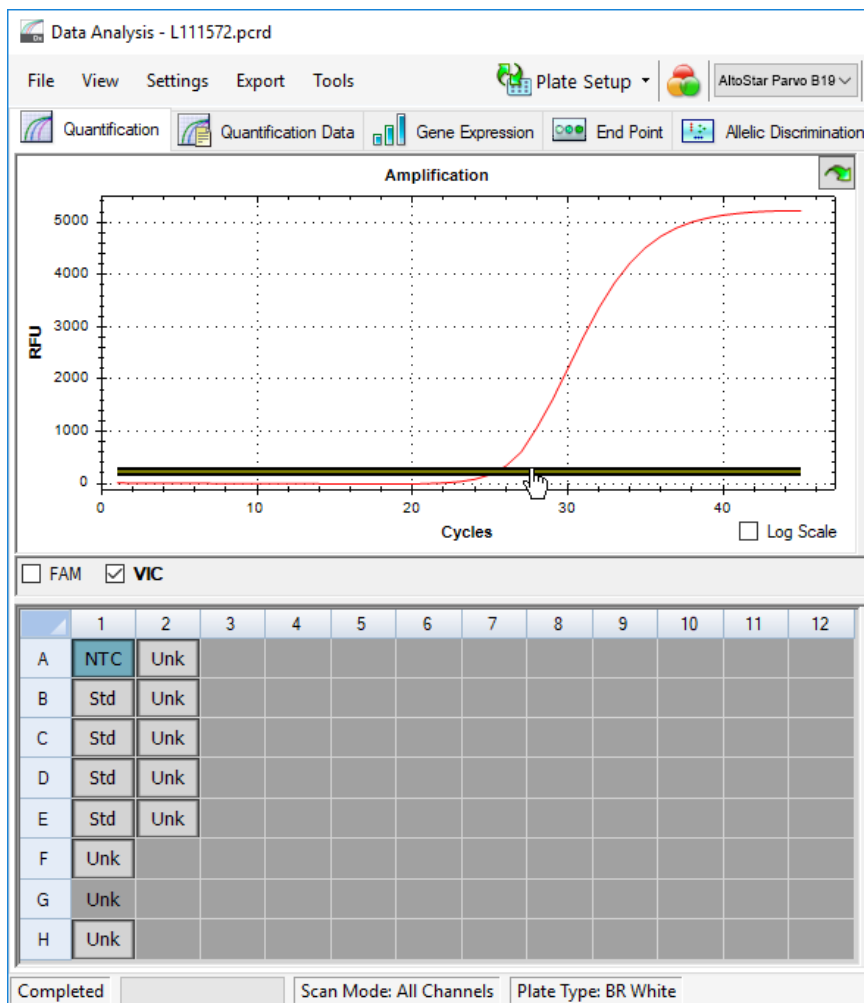 Data Analysis - L111572.pcrd
File View Settings Export Tools Plate Setup AltoStar Parvo B19
Quantification Quantification Data Gene Expression End Point Allelic Discrimination
Amplification
5000
4000
3000
2000
1000
0
RFU
0 10 20 30 40
Cycles
Log Scale
FAM VIC
1 2 3 4 5 6 7 8 9 10 11 12
A NTC Unk
B Std Unk
C Std Unk
D Std Unk
E Std Unk
F Unk
G Unk
H Unk
Completed Scan Mode: All Channels Plate Type: BR White